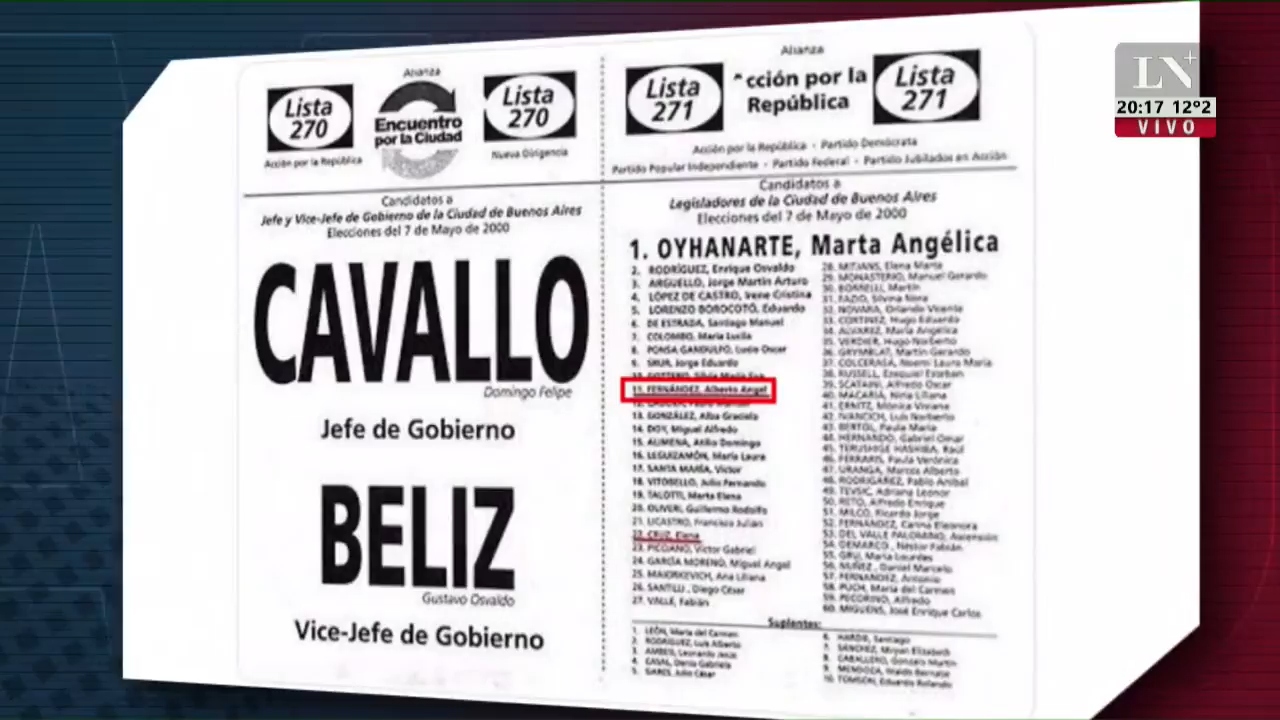 Lista 270
Alianza
Encuentro por la Ciudad
Lista 270
Acción por la República
Nueva Dirigencia
Candidatos a
Jefe y Vice-Jefe de Gobierno de la Ciudad de Buenos Aires
Elecciones del 7 de Mayo de 2000
CAVALLO
Domingo Felipe
Jefe de Gobierno
BELIZ
Gustavo Osvaldo
Vice-Jefe de Gobierno
Alianza
Lista 271
cción por la República
Lista 271
Acción por la República - Partido Demócrata
Partido Popular Independiente - Partido Federal - Partido Jubilados en Acción
Candidatos a
Legisladores de la Ciudad de Buenos Aires
Elecciones del 7 de Mayo de 2000
1. OYHANARTE, Marta Angélica
2. RODRÍGUEZ, Enrique Osvaldo
3. ARGUELLO, Jorge Martín Arturo
4. LÓPEZ DE CASTRO, Irene Cristina
5. LORENZO BOROCOTÓ, Eduardo
6. DE ESTRADA, Santiago Manuel
7. COLOMBO, María Lucila
8. PONSA GANDULFO, Lucio Oscar
9. SRUR, Jorge Eduardo
11. FERNÁNDEZ, Alberto Angel
13. GONZÁLEZ, Alba Graciela
14. DOY, Miguel Alfredo
15. ALIMENA, Atilio Domingo
16. LEGUIZAMÓN, María Laura
17. SANTA MARÍA, Víctor
18. VITOBELLO, Julio Fernando
19. TALOTTI, Marta Elena
20. OLIVERI, Guillermo Rodolfo
21. LICASTRO, Francisco Julián
22. CRUZ, Elena
23. PICCIANO, Víctor Gabriel
24. GARCÍA MORENO, Miguel Angel
25. MAIORKEVICH, Ana Liliana
26. SANTILLI, Diego César
27. VALLE, Fabián
28. MITJANS, Elena Marta
29. MONASTERIO, Manuel Gerardo
30. BORRELLI, Martín
31. FADO, Silvina Nora
32. NOVARA, Orlando Vicente
33. CORTINEZ, Hugo Eduardo
34. ALVAREZ, María Angélica
35. VERDIER, Hugo Norberto
36. GRYMBLAT, Martín Gerardo
37. COLCERASA, Noemí Laura María
38. RUSSELL, Ezequiel Esteban
39. SCATAINI, Alfredo Oscar
40. MACARIA, Nina Liliana
41. ERNITZ, Mónica Viviana
42. IVANCICH, Luis Norberto
43. BERTOL, Paula María
44. HERNANDO, Gabriel Omar
45. TERUSHIGE HASHIBA, Raúl
46. FERRARIS, Paula Verónica
47. URANGA, Marcos Alberto
48. RODRIGÁREZ, Pablo Anibal
49. TEVSIC, Adriana Leonor
50. RETO, Alfredo Enrique
51. MILCO, Ricardo Jorge
52. FERNÁNDEZ, Carina Eleonora
53. DEL VALLE PALOMARO, Ascensión
54. DEMARCO, Néstor Fabián
55. GRU, Marta Lourdes
56. NUÑEZ, Daniel Marcelo
57. FERNANDEZ, Antonio
58. PUCH, María del Carmen
59. PECORINO, Alfredo
60. MIGUENS, José Enrique Carlos
Suplentes:
1. LEÓN, María del Carmen
2. RODRÍGUEZ, Luis Alberto
3. AMBES, Leonardo Jesús
4. CASAL, Denis Gabriela
5. GARES, Julio César
6. HARDIE, Santiago
7. SÁNCHEZ, Miryan Elizabeth
8. CABALLERO, Gonzalo Martín
9. MENDOZA, Waldo Bernabé
10. TOMSON, Eduardo Rolando
LN+
20:17 12º2
VIVO